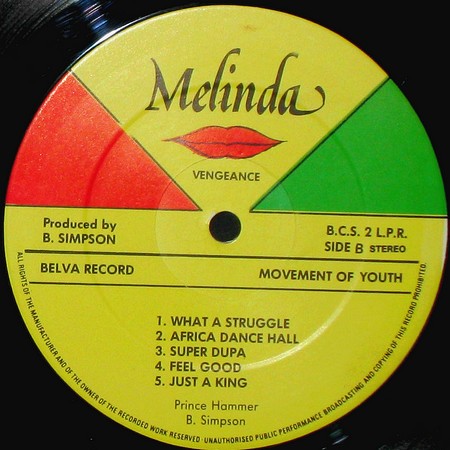 Melinda
VENGEANCE
Produced by
B. SIMPSON
B.C.S. 2 L.P.R.
SIDE B STEREO
BELVA RECORD
MOVEMENT OF YOUTH
1. WHAT A STRUGGLE
2. AFRICA DANCE HALL
3. SUPER DUPA
4. FEEL GOOD
5. JUST A KING
Prince Hammer
B. Simpson
ALL RIGHTS OF THE MANUFACTURER AND OF THE OWNER OF THE RECORDED WORK RESERVED · UNAUTHORISED PUBLIC PERFORMANCE BROADCASTING AND COPYING OF THIS RECORD PROHIBITED.